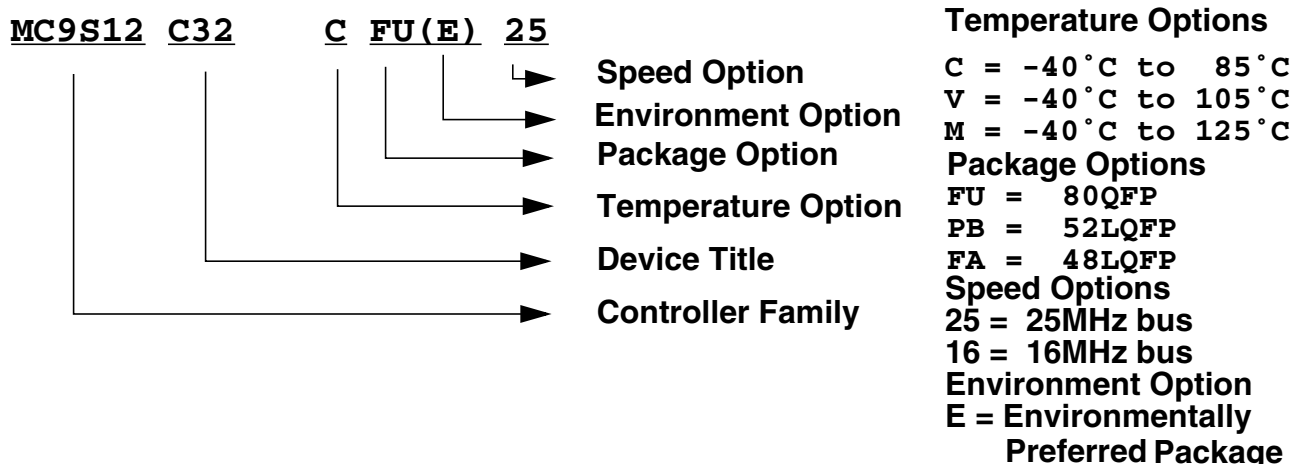 MC9S12 C32 C FU(E) 25
Speed Option
Environment Option
Package Option
Temperature Option
Device Title
Controller Family
Temperature Options
C = -40˚C to 85˚C
V = -40˚C to 105˚C
M = -40˚C to 125˚C
Package Options
FU = 80QFP
PB = 52LQFP
FA = 48LQFP
Speed Options
25 = 25MHz bus
16 = 16MHz bus
Environment Option
E = Environmentally
Preferred Package